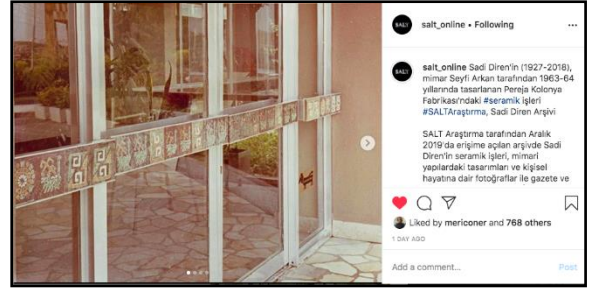 SALT
salt_online • Following
SALT
salt_online Sadi Diren'in (1927-2018),
mimar Seyfi Arkan tarafından 1963-64
yıllarında tasarlanan Pereja Kolonya
Fabrikası'ndaki #seramik işleri
#SALTAraştırma, Sadi Diren Arşivi
SALT Araştırma tarafından Aralık
2019'da erişime açılan arşivde Sadi
Diren'in seramik işleri, mimari
yapılardaki tasarımları ve kişisel
hayatına dair fotoğraflar ile gazete ve
Liked by mericoner and 768 others
1 DAY AGO
Add a comment...
Post